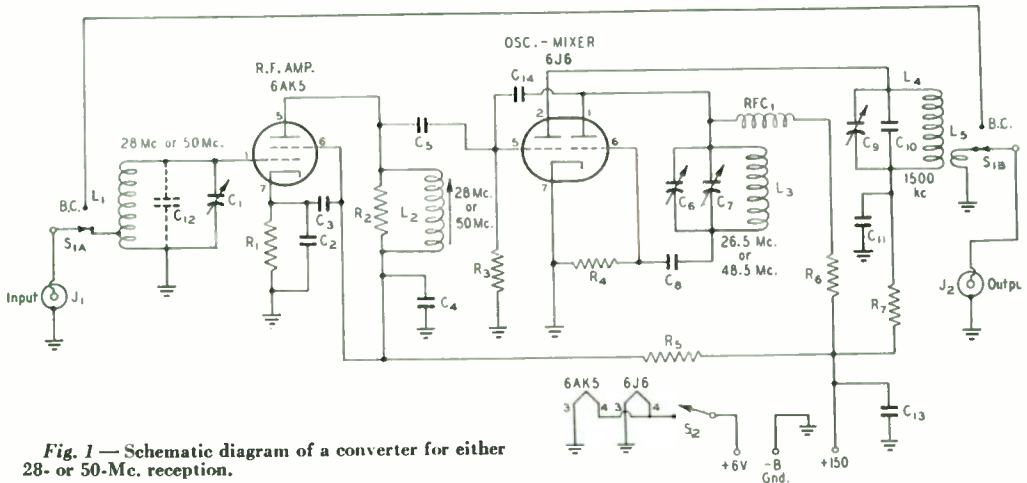 OSC.-MIXER
6J6
R.F. AMP.
6AK5
28 Mc or 50 Mc.
B.C.
L1
S1A
C12
C1
Input
J1
1
5
6
7
R1
C3
C2
R2
L2
28 Mc.
or
50 Mc.
C5
C4
C14
R3
2
1
5
6
7
R4
C8
C6
C7
L3
26.5 Mc.
or
48.5 Mc.
RFC1
R6
R5
L4
C9
C10
L5
1500
kc
C11
R7
B.C.
S1B
J2
Outpu
C13
6AK5
6J6
3
4
3
4
S2
+6V
-B
Gnd.
+150
Fig. 1 — Schematic diagram of a converter for either
28- or 50-Mc. reception.